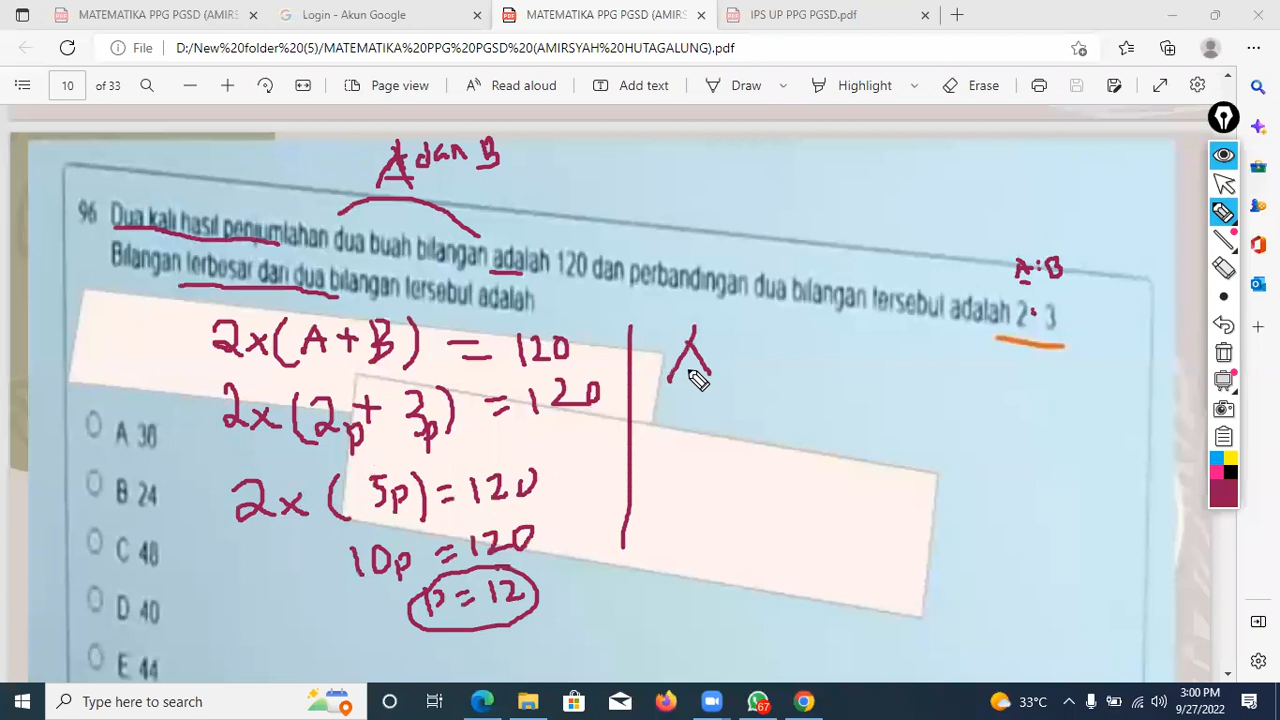 MATEMATIKA PPG PGSD (AMIRS
Login - Akun Google
MATEMATIKA PPG PGSD (AMIRS
IPS UP PPG PGSD.pdf
File
D:/New%20folder%20(5)/MATEMATIKA%20PPG%20PGSD%20(AMIRSYAH%20HUTAGALUNG).pdf
10 of 33
Page view
Read aloud
Add text
Draw
Highlight
Erase
A dan B
96 Dua kali hasil penjumlahan dua buah bilangan adalah 120 dan perbandingan dua bilangan tersebut adalah 2 : 3
A:B
Bilangan terbesar dari dua bilangan tersebut adalah
2x(A+B) = 120
2x(2p + 3p) = 120
2x (5p) = 120
10p = 120
p = 12
A
A 36
B 24
C 48
D 40
E 44
Type here to search
67
33°C
3:00 PM
9/27/2022